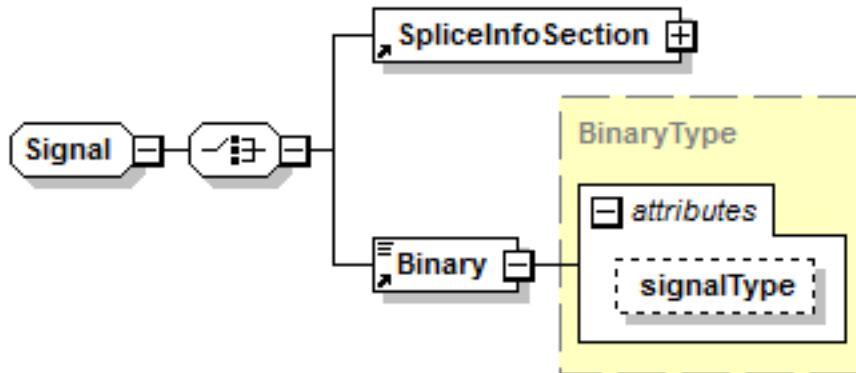 SpliceInfoSection
Signal
BinaryType
attributes
Binary
signalType